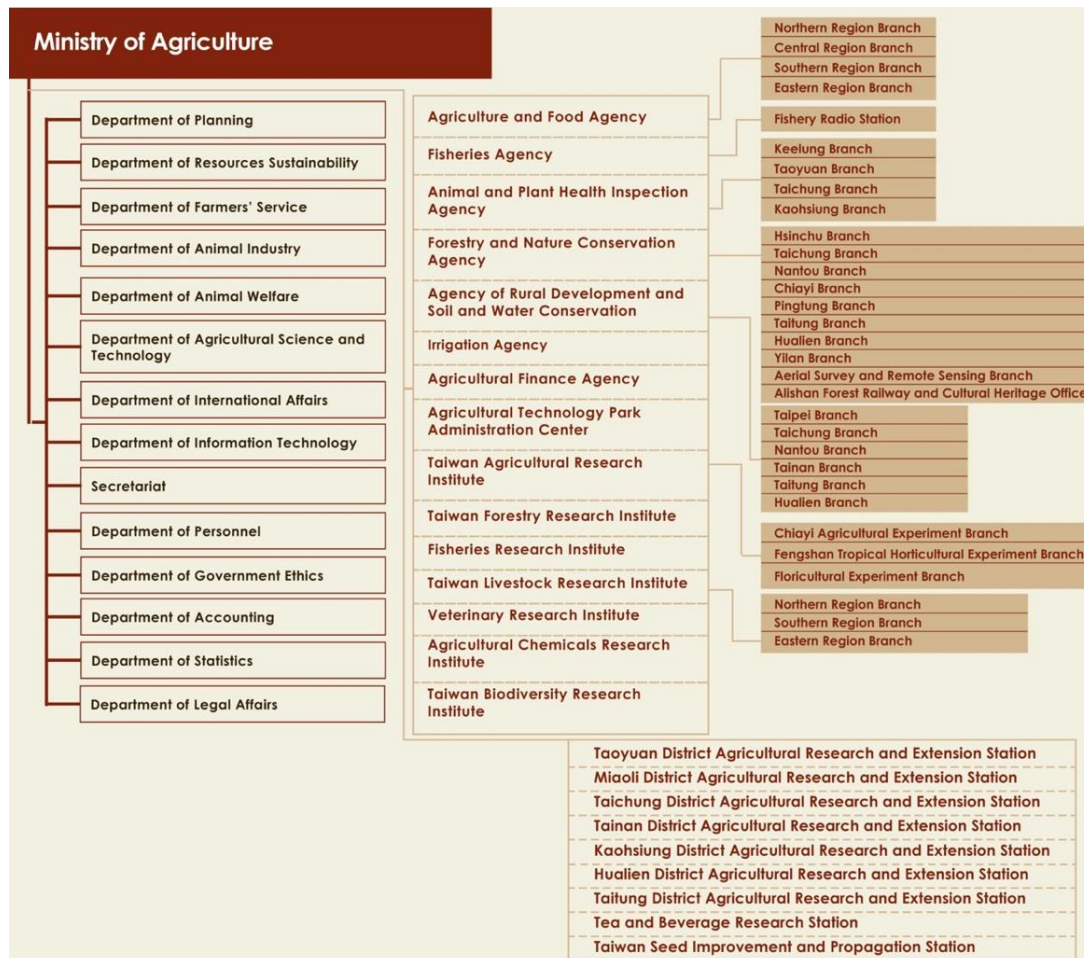 Ministry of Agriculture
Department of Planning
Department of Resources Sustainability
Department of Farmers’ Service
Department of Animal Industry
Department of Animal Welfare
Department of Agricultural Science and
Technology
Department of International Affairs
Department of Information Technology
Secretariat
Department of Personnel
Department of Government Ethics
Department of Accounting
Department of Statistics
Department of Legal Affairs
Agriculture and Food Agency
Fisheries Agency
Animal and Plant Health Inspection
Agency
Forestry and Nature Conservation
Agency
Agency of Rural Development and
Soil and Water Conservation
Irrigation Agency
Agricultural Finance Agency
Agricultural Technology Park
Administration Center
Taiwan Agricultural Research
Institute
Taiwan Forestry Research Institute
Fisheries Research Institute
Taiwan Livestock Research Institute
Veterinary Research Institute
Agricultural Chemicals Research
Institute
Taiwan Biodiversity Research
Institute
Northern Region Branch
Central Region Branch
Southern Region Branch
Eastern Region Branch
Fishery Radio Station
Keelung Branch
Taoyuan Branch
Taichung Branch
Kaohsiung Branch
Hsinchu Branch
Taichung Branch
Nantou Branch
Chiayi Branch
Pingtung Branch
Taitung Branch
Hualien Branch
Yilan Branch
Aerial Survey and Remote Sensing Branch
Alishan Forest Railway and Cultural Heritage Office
Taipei Branch
Taichung Branch
Nantou Branch
Tainan Branch
Taitung Branch
Hualien Branch
Chiayi Agricultural Experiment Branch
Fengshan Tropical Horticultural Experiment Branch
Floricultural Experiment Branch
Northern Region Branch
Southern Region Branch
Eastern Region Branch
Taoyuan District Agricultural Research and Extension Station
Miaoli District Agricultural Research and Extension Station
Taichung District Agricultural Research and Extension Station
Tainan District Agricultural Research and Extension Station
Kaohsiung District Agricultural Research and Extension Station
Hualien District Agricultural Research and Extension Station
Taitung District Agricultural Research and Extension Station
Tea and Beverage Research Station
Taiwan Seed Improvement and Propagation Station